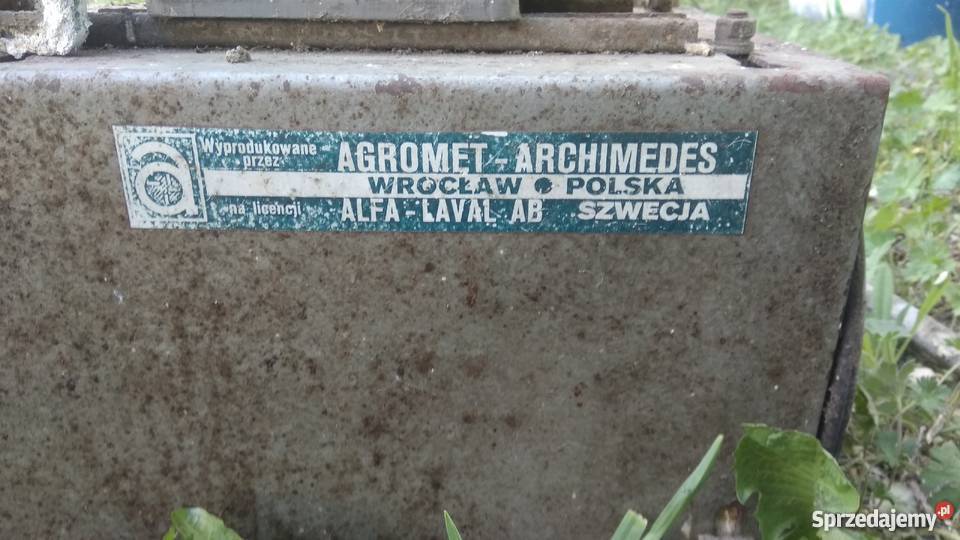 Wyprodukowane
przez
AGROMET - ARCHIMEDES
WROCŁAW POLSKA
na licencji ALFA - LAVAL AB SZWECJA
a
Sprzedajemy.pl